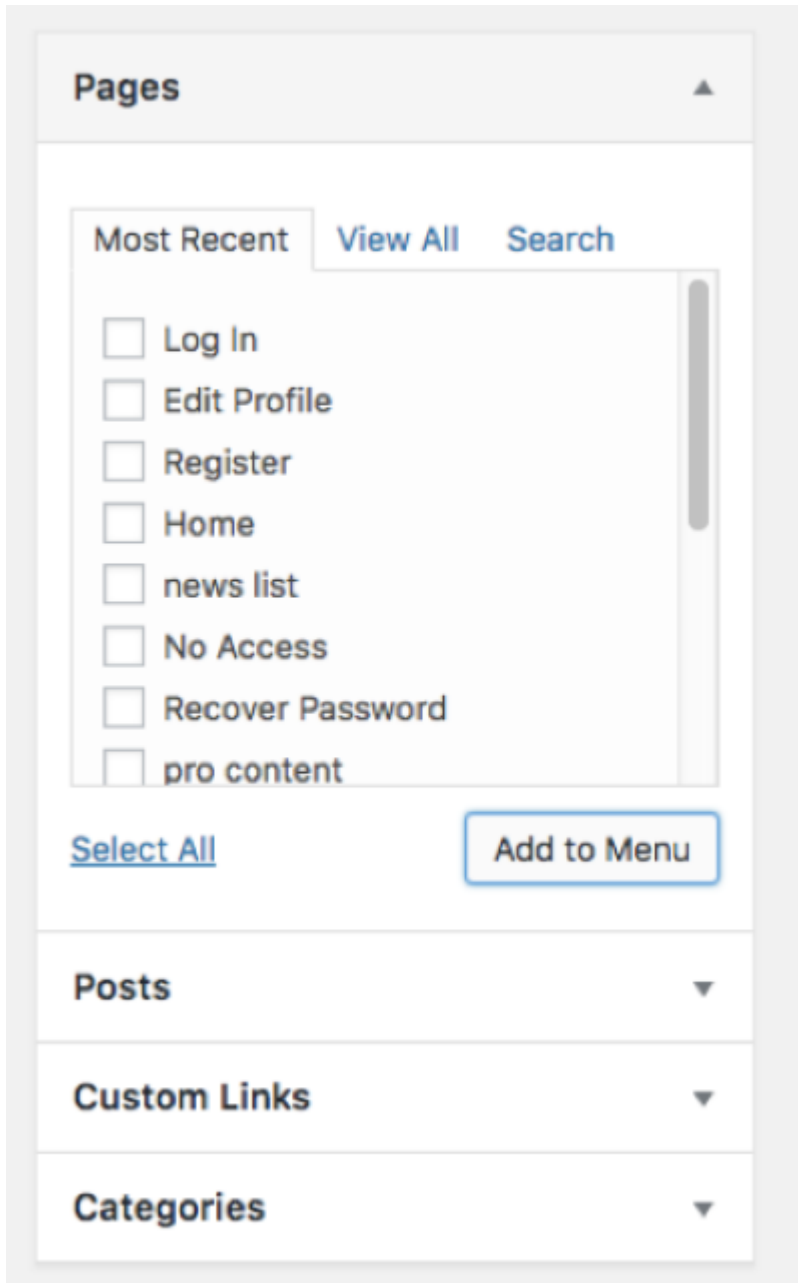 Pages
Most Recent View All Search
Log In
Edit Profile
Register
Home
news list
No Access
Recover Password
pro content
Select All Add to Menu
Posts
Custom Links
Categories